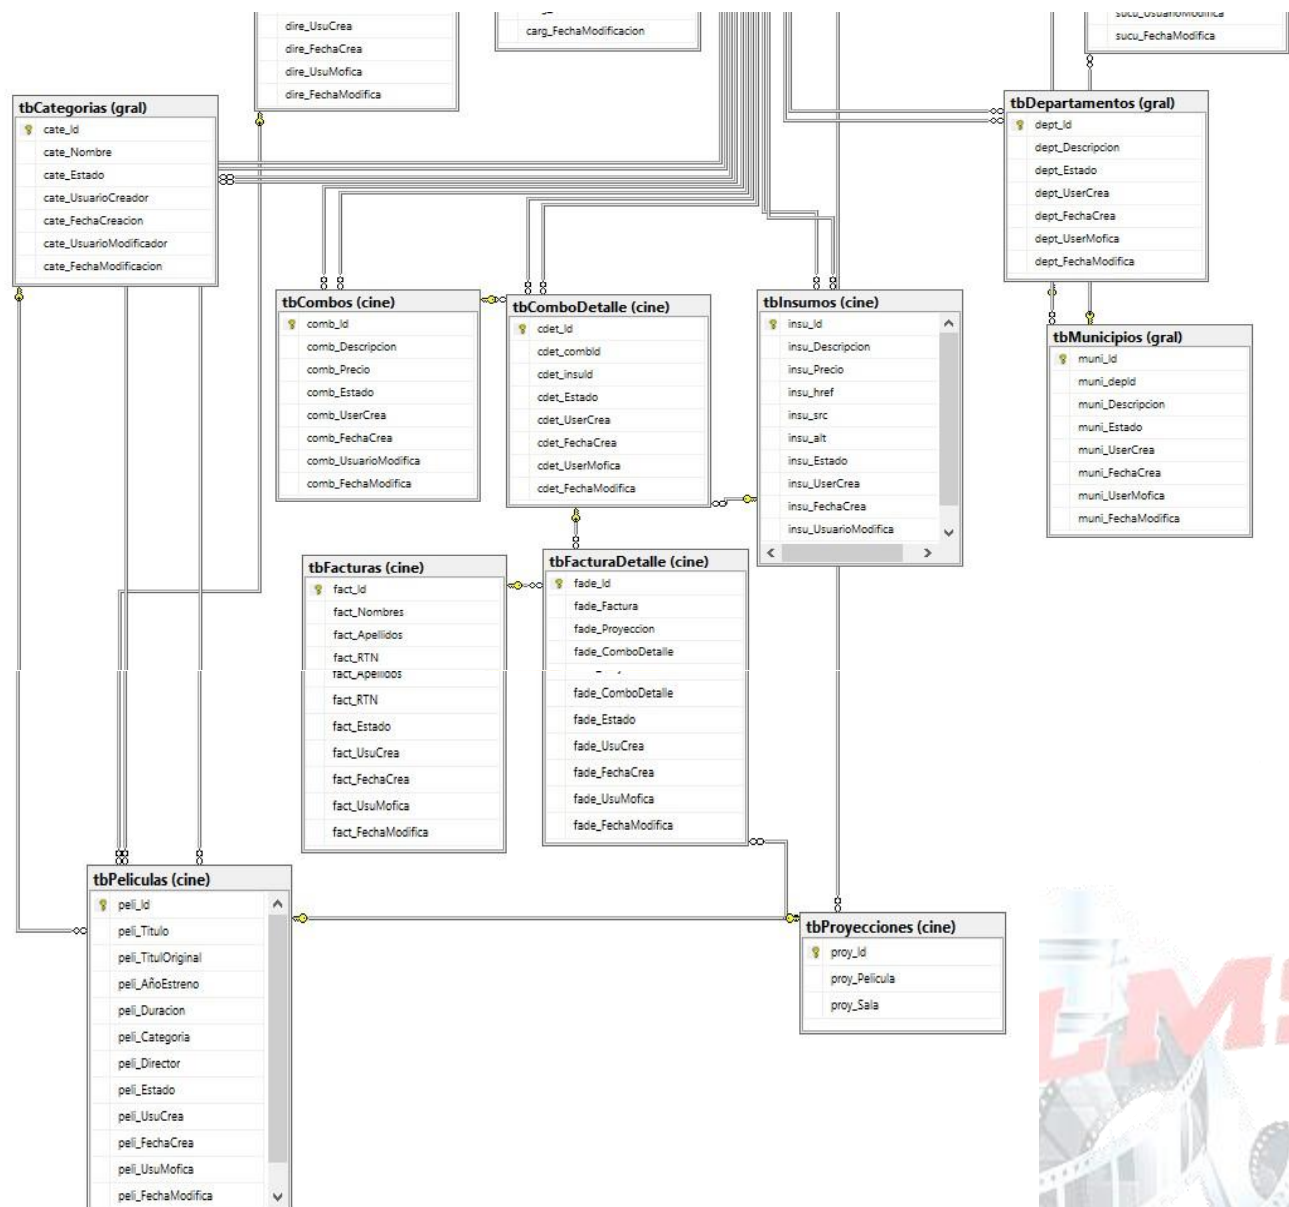 dire_UsuCrea
dire_FechaCrea
dire_UsuMofica
dire_FechaModifica
carg_FechaModificacion
sucu_UsuarioModifica
sucu_FechaModifica
tbCategorias (gral)
cate_Id
cate_Nombre
cate_Estado
cate_UsuarioCreador
cate_FechaCreacion
cate_UsuarioModificador
cate_FechaModificacion
tbDepartamentos (gral)
dept_Id
dept_Descripcion
dept_Estado
dept_UserCrea
dept_FechaCrea
dept_UserMofica
dept_FechaModifica
tbCombos (cine)
comb_Id
comb_Descripcion
comb_Precio
comb_Estado
comb_UserCrea
comb_FechaCrea
comb_UsuarioModifica
comb_FechaModifica
tbComboDetalle (cine)
cdet_Id
cdet_combId
cdet_insuId
cdet_Estado
cdet_UserCrea
cdet_FechaCrea
cdet_UserMofica
cdet_FechaModifica
tbInsumos (cine)
insu_Id
insu_Descripcion
insu_Precio
insu_href
insu_src
insu_alt
insu_Estado
insu_UserCrea
insu_FechaCrea
insu_UsuarioModifica
tbMunicipios (gral)
muni_Id
muni_depId
muni_Descripcion
muni_Estado
muni_UserCrea
muni_FechaCrea
muni_UserMofica
muni_FechaModifica
tbFacturas (cine)
fact_Id
fact_Nombres
fact_Apellidos
fact_RTN
fact_Apellidos
fact_RTN
fact_Estado
fact_UsuCrea
fact_FechaCrea
fact_UsuMofica
fact_FechaModifica
tbFacturaDetalle (cine)
fade_Id
fade_Factura
fade_Proyeccion
fade_ComboDetalle
fade_ComboDetalle
fade_Estado
fade_UsuCrea
fade_FechaCrea
fade_UsuMofica
fade_FechaModifica
tbPeliculas (cine)
peli_Id
peli_Titulo
peli_TitulOriginal
peli_AñoEstreno
peli_Duracion
peli_Categoria
peli_Director
peli_Estado
peli_UsuCrea
peli_FechaCrea
peli_UsuMofica
peli_FechaModifica
tbProyecciones (cine)
proy_Id
proy_Pelicula
proy_Sala